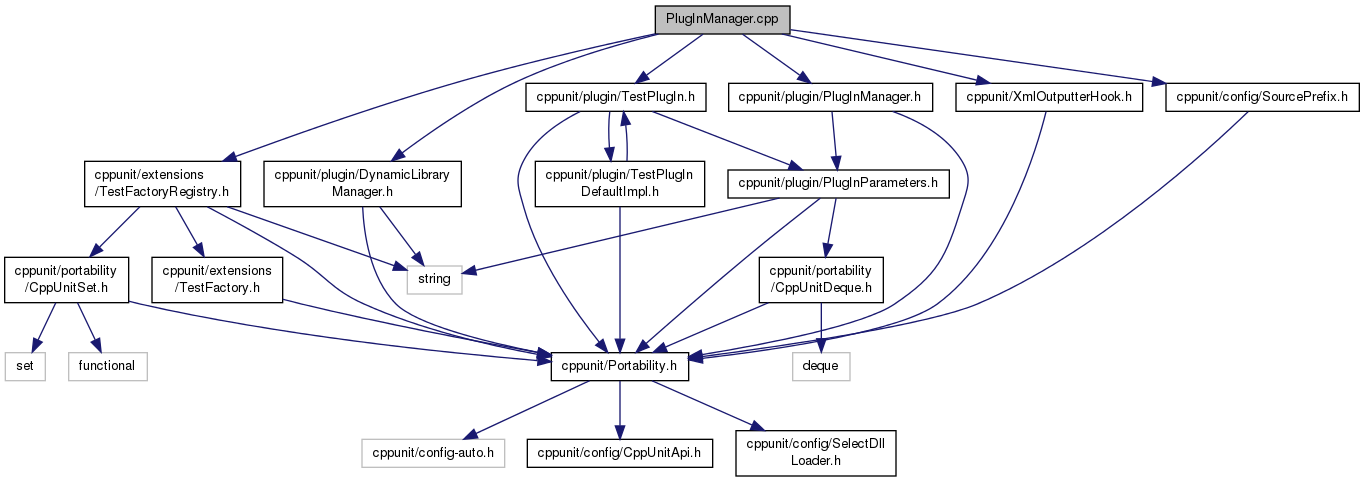 PlugInManager.cpp
cppunit/plugin/TestPlugIn.h
cppunit/plugin/PlugInManager.h
cppunit/XmlOutputterHook.h
cppunit/config/SourcePrefix.h
cppunit/extensions
/TestFactoryRegistry.h
cppunit/plugin/DynamicLibrary
Manager.h
cppunit/plugin/TestPlugIn
DefaultImpl.h
cppunit/plugin/PlugInParameters.h
cppunit/portability
/CppUnitSet.h
cppunit/extensions
/TestFactory.h
string
cppunit/portability
/CppUnitDeque.h
set
functional
cppunit/Portability.h
deque
cppunit/config-auto.h
cppunit/config/CppUnitApi.h
cppunit/config/SelectDll
Loader.h